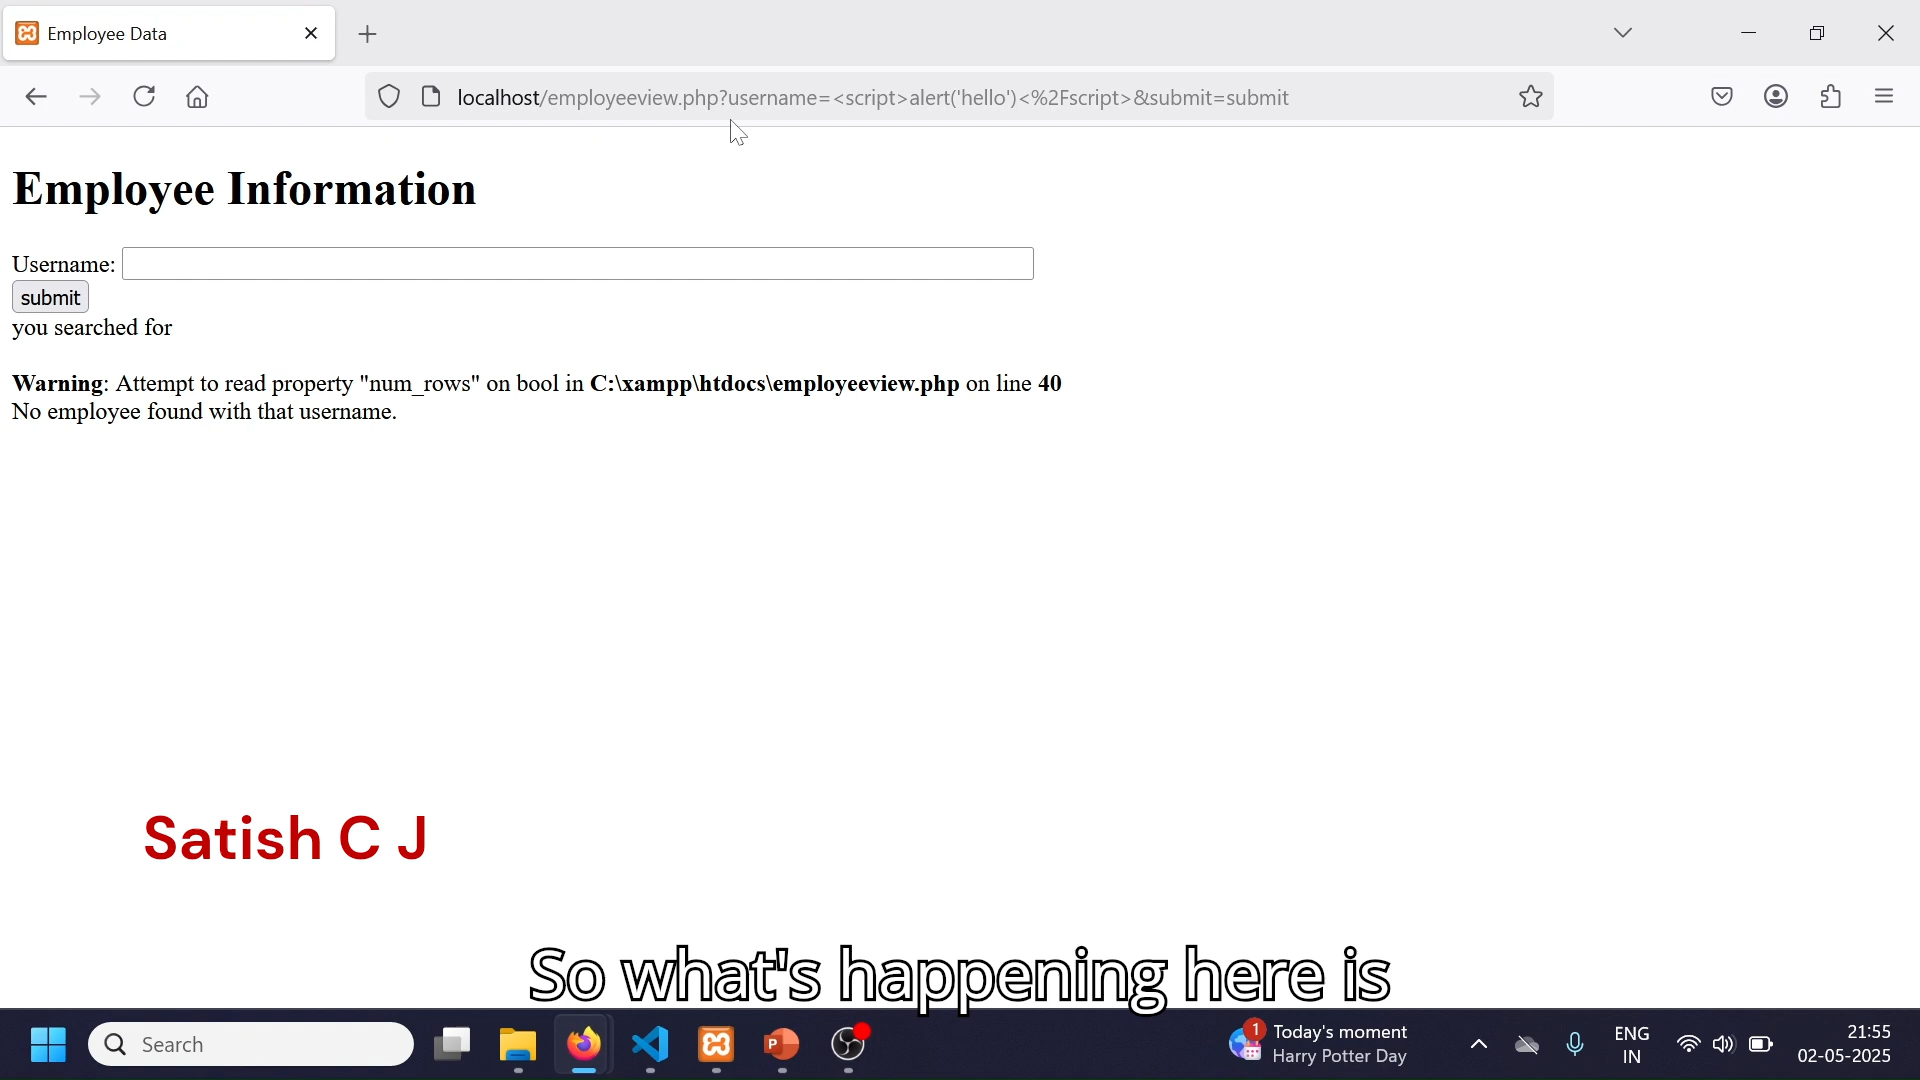 Employee Data
localhost/employeeview.php?username=<script>alert('hello')<%2Fscript>&submit=submit
Employee Information
Username:
submit
you searched for
Warning: Attempt to read property "num_rows" on bool in C:\xampp\htdocs\employeeview.php on line 40
No employee found with that username.
Satish C J
So what's happening here is
Search
P
1
Today's moment
Harry Potter Day
ENG
IN
21:55
02-05-2025